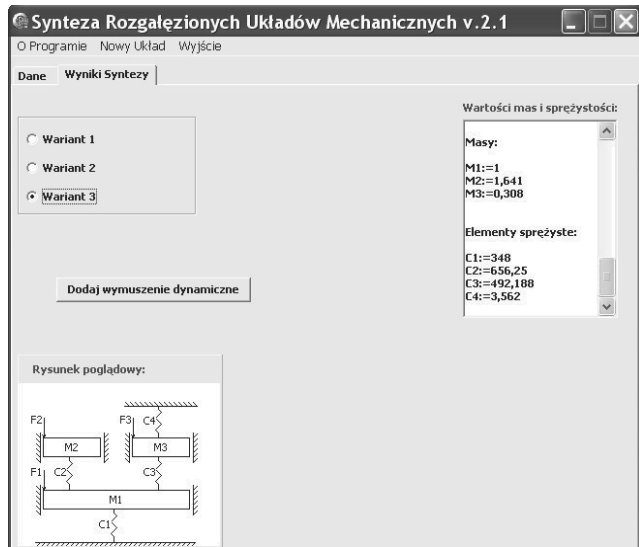 Synteza Rozgałęzionych Układów Mechanicznych v.2.1
O Programie Nowy Układ Wyjście
Dane Wyniki Syntezy
Wariant 1
Wariant 2
Wariant 3
Dodaj wymuszenie dynamiczne
Wartości mas i sprężystości:
Masy:
M1:=1
M2:=1,641
M3:=0,308
Elementy sprężyste:
C1:=348
C2:=656,25
C3:=492,188
C4:=3,562
Rysunek poglądowy:
F2 F3 C4
M2 M3
F1 C2 C3
M1
C1